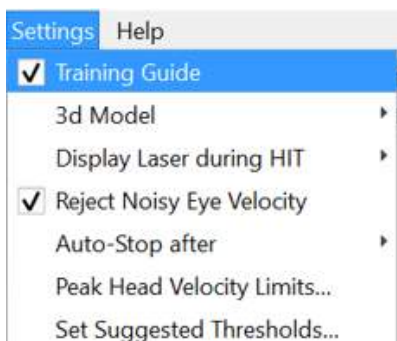 Settings Help
Training Guide
3d Model
Display Laser during HIT
Reject Noisy Eye Velocity
Auto-Stop after
Peak Head Velocity Limits...
Set Suggested Thresholds...